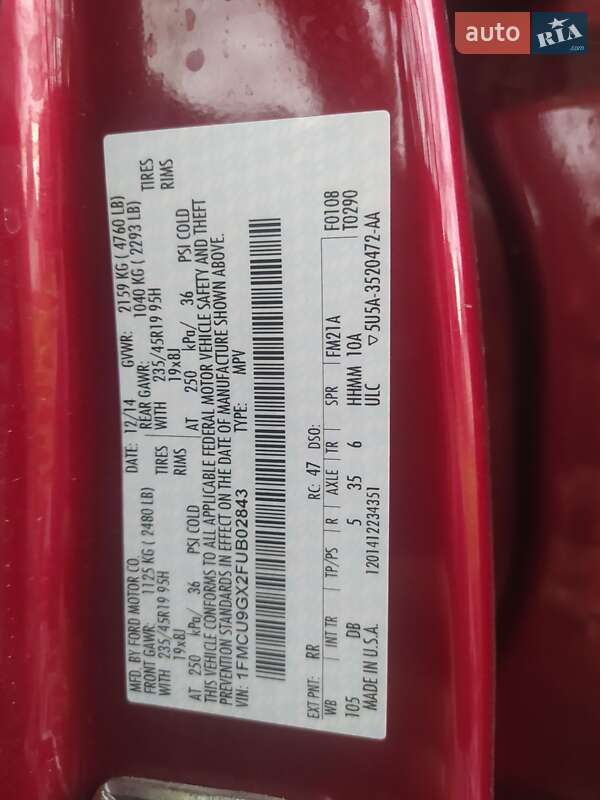 auto RIA
MFD. BY FORD MOTOR CO. DATE: 12/14 GVWR: 2159 KG ( 4760 LB)
FRONT GAWR: 1125 KG ( 2480 LB) REAR GAWR: 1040 KG ( 2293 LB)
WITH 235/45R19 95H TIRES WITH 235/45R19 95H TIRES
19x8J RIMS 19x8J RIMS
AT 250 kPa/ 36 PSI COLD AT 250 kPa/ 36 PSI COLD
THIS VEHICLE CONFORMS TO ALL APPLICABLE FEDERAL MOTOR VEHICLE SAFETY AND THEFT
PREVENTION STANDARDS IN EFFECT ON THE DATE OF MANUFACTURE SHOWN ABOVE.
VIN: 1FMCU9GX2FUB02843 TYPE: MPV
EXT PNT: RR RC: 47 DSO: F0108
WB INT TR TP/PS R AXLE TR SPR FM21A T0290
105 DB 5 35 6 HHMM 10A
MADE IN U.S.A. 1201412234351 ULC ▽5U5A-3520472-AA